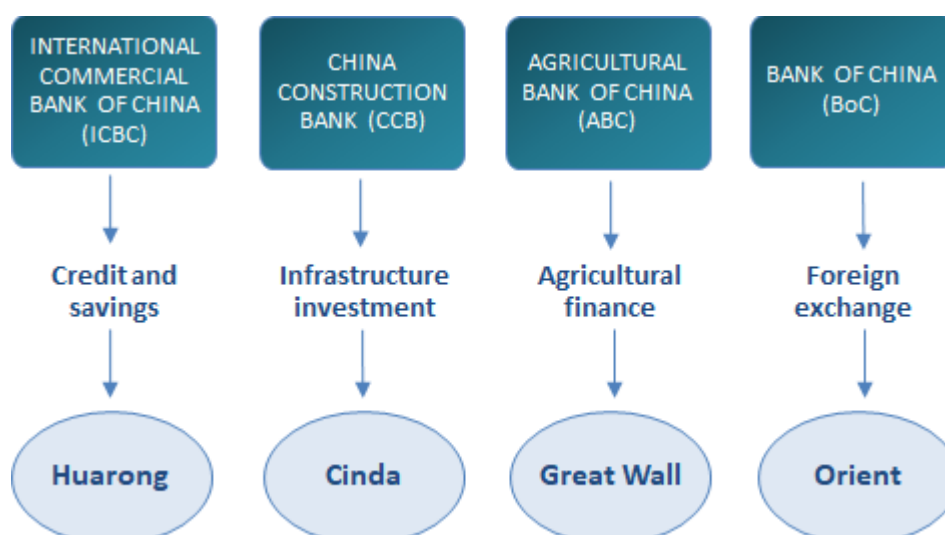 INTERNATIONAL
COMMERCIAL
BANK OF CHINA
(ICBC)
CHINA
CONSTRUCTION
BANK (CCB)
AGRICULTURAL
BANK OF CHINA
(ABC)
BANK OF CHINA
(BoC)
Credit and
savings
Infrastructure
investment
Agricultural
finance
Foreign
exchange
Huarong
Cinda
Great Wall
Orient